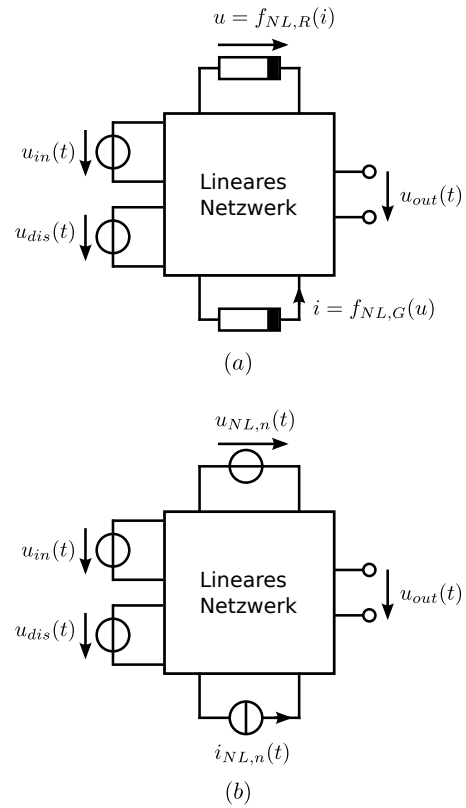 u = f_{NL,R}(i)
u_{in}(t)
u_{dis}(t)
Lineares
Netzwerk
u_{out}(t)
i = f_{NL,G}(u)
(a)
u_{NL,n}(t)
u_{in}(t)
u_{dis}(t)
Lineares
Netzwerk
u_{out}(t)
i_{NL,n}(t)
(b)